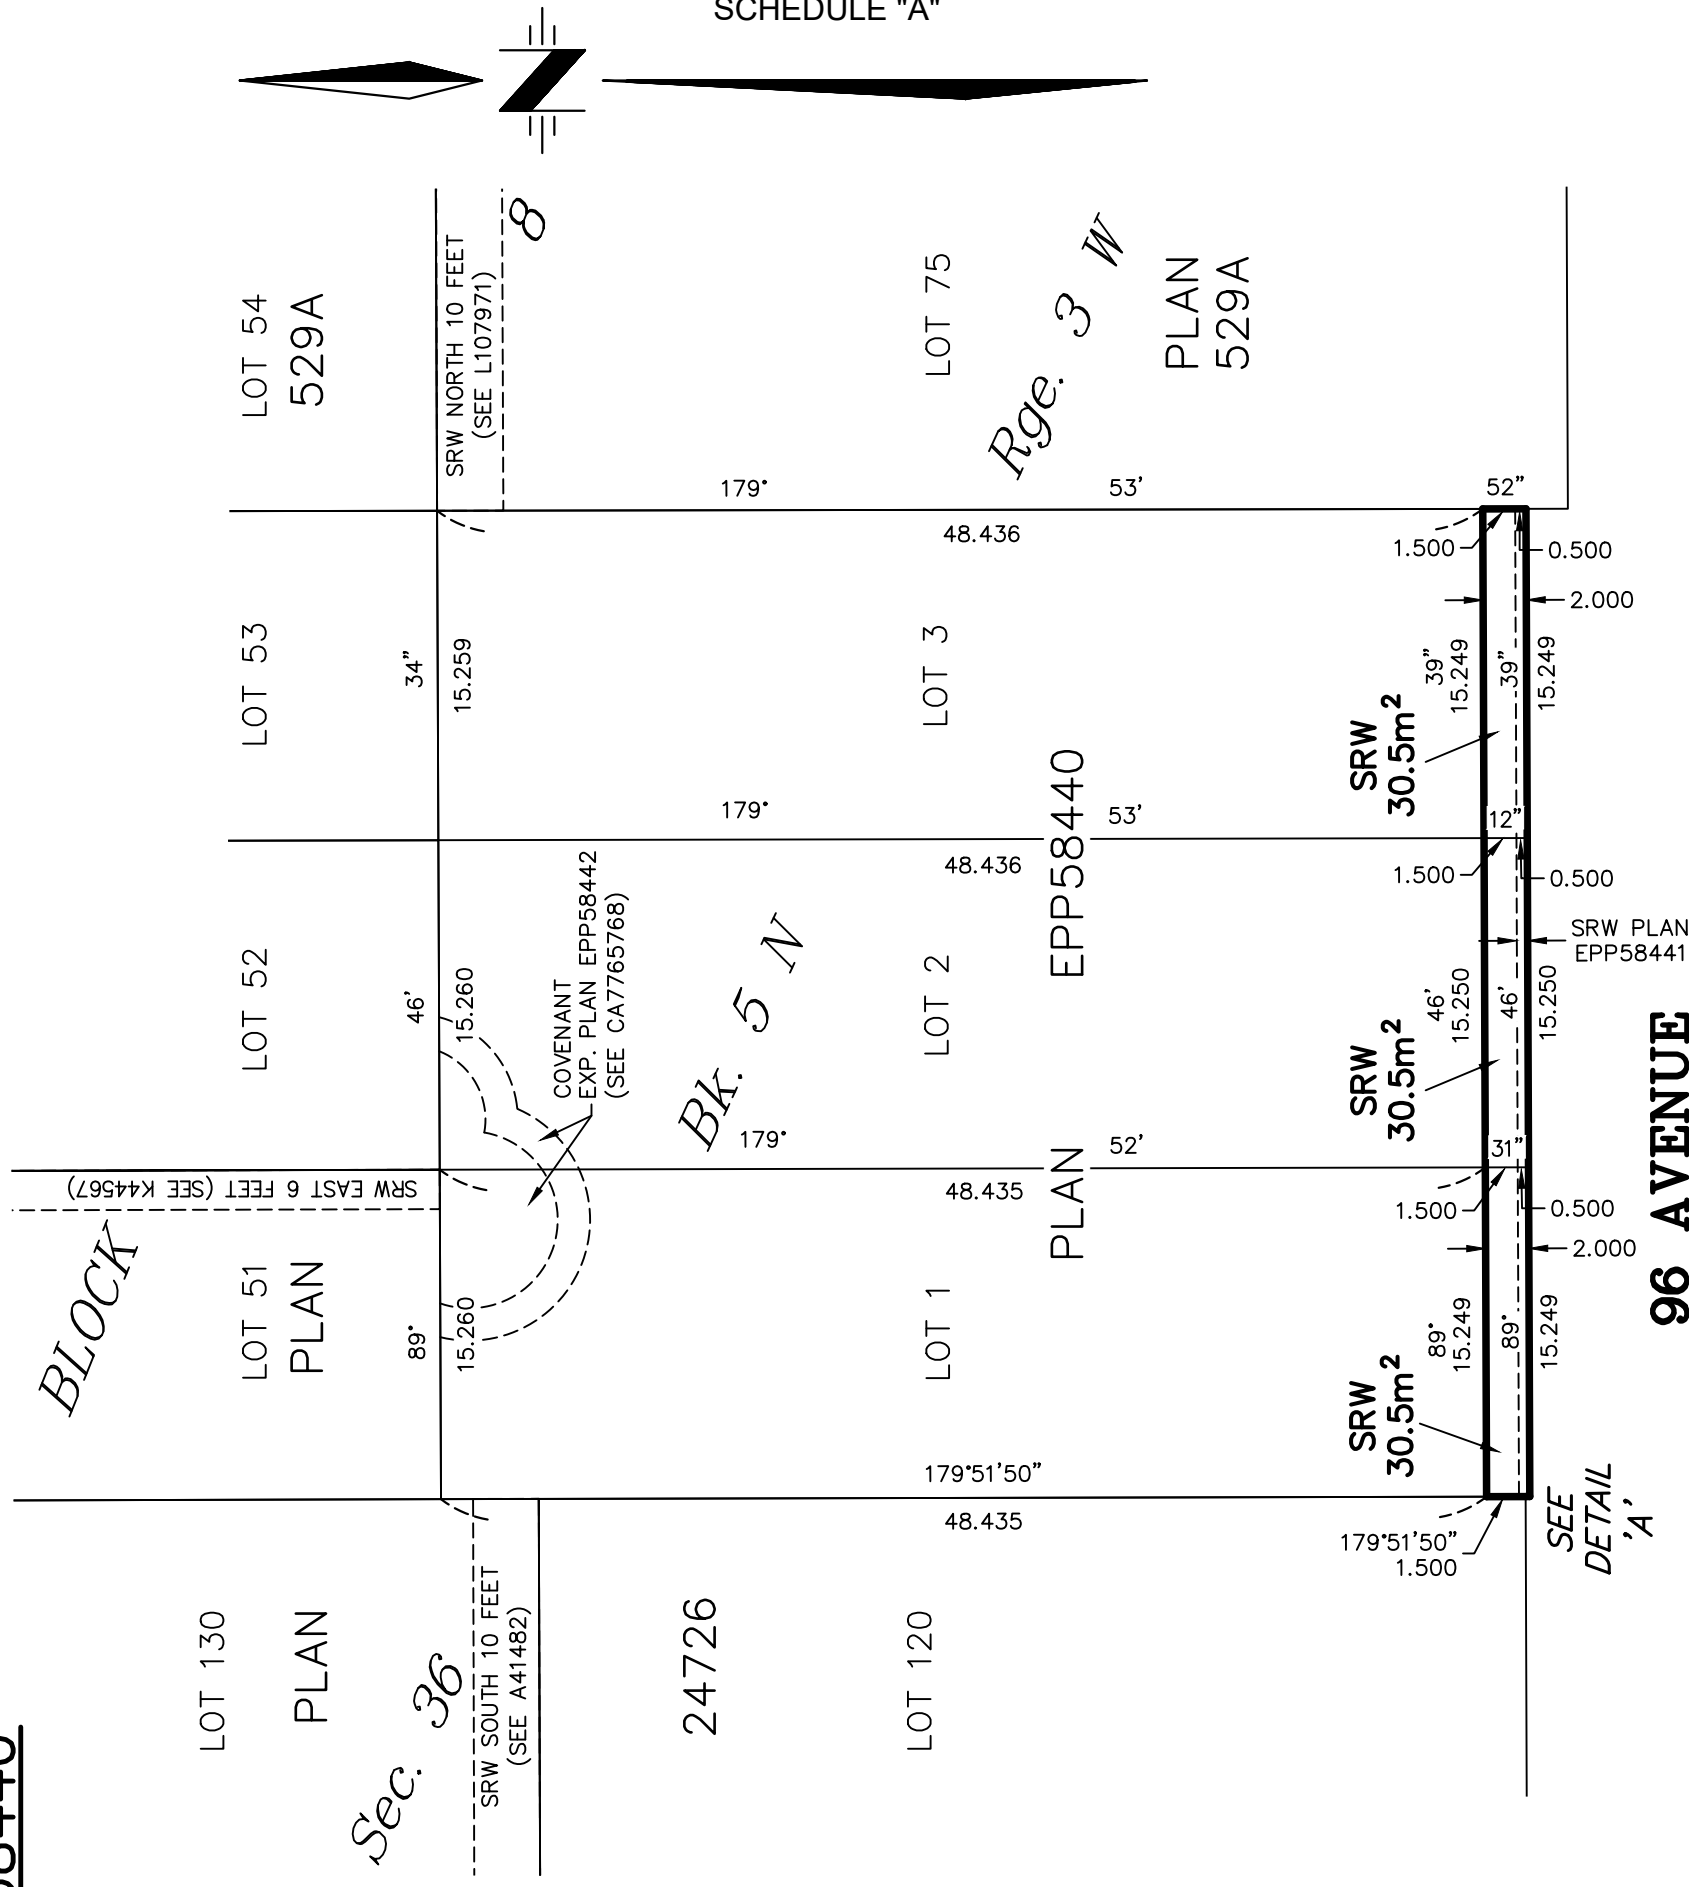 SCHEDULE "A"
N
LOT 54
529A
SRW NORTH 10 FEET
(SEE L107971)
8
LOT 75
Rge. 3 W
PLAN
529A
179°
53'
52"
48.436
1.500
0.500
2.000
LOT 53
34"
15.259
LOT 3
39"
15.249
39"
15.249
SRW
30.5m²
179°
53'
12"
48.436
1.500
0.500
SRW PLAN
EPP58441
LOT 52
46'
15.260
COVENANT
EXP. PLAN EPP58442
(SEE CA7765768)
Bk. 5 N
LOT 2
PLAN EPP58440
46'
15.250
46'
15.250
SRW
30.5m²
96 AVENUE
179°
52'
31"
48.435
1.500
0.500
2.000
SRW EAST 6 FEET (SEE K44567)
BLOCK
LOT 51
PLAN
89°
15.260
LOT 1
89°
15.249
89°
15.249
SRW
30.5m²
179°51'50"
48.435
179°51'50"
1.500
SEE
DETAIL
'A'
LOT 130
PLAN
Sec. 36
SRW SOUTH 10 FEET
(SEE A41482)
24726
LOT 120